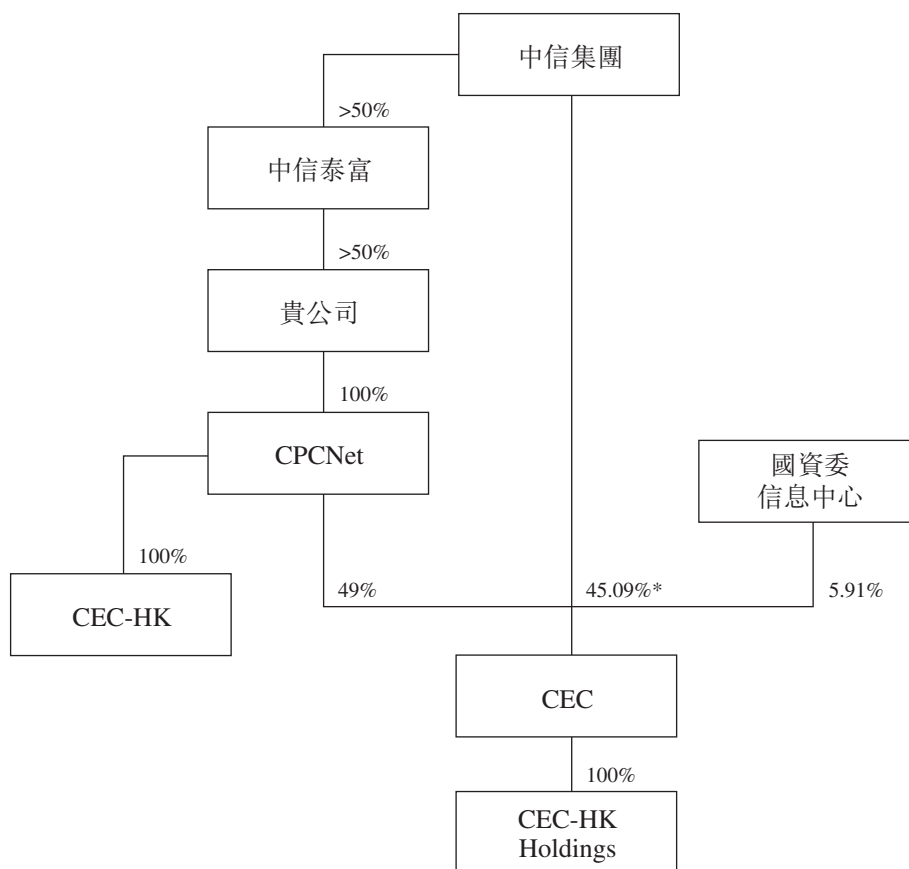 中信集團
>50%
中信泰富
>50%
貴公司
100%
CPCNet
國資委
信息中心
100%
49%
45.09%*
5.91%
CEC-HK
CEC
100%
CEC-HK
Holdings